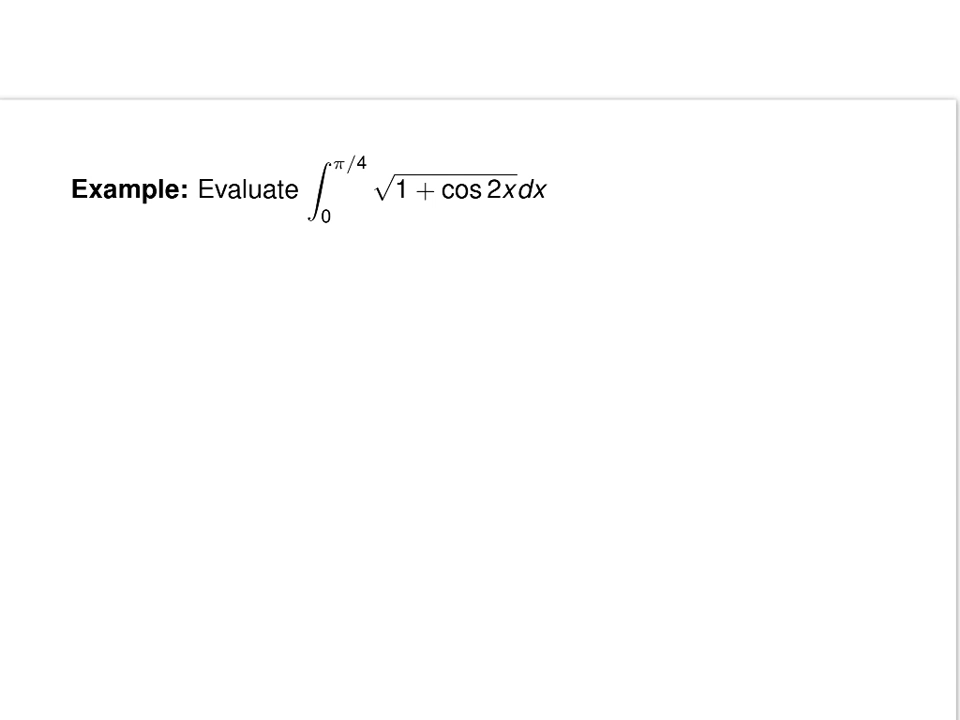 Example: Evaluate ∫₀^{π/4} √(1 + cos 2x) dx